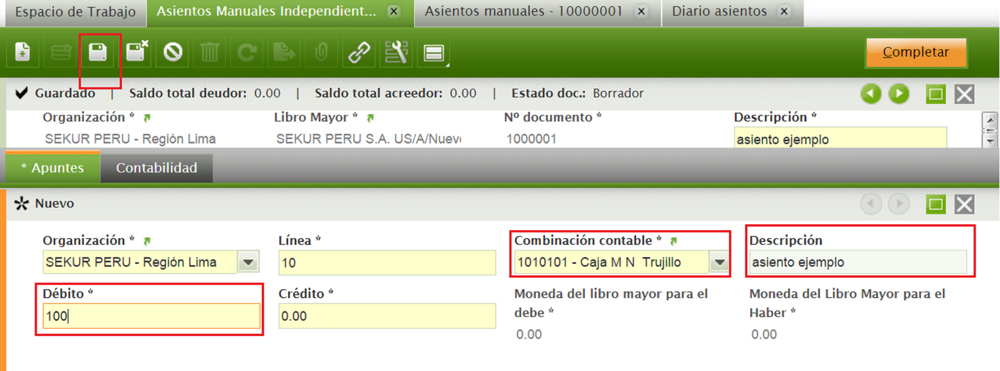 Espacio de Trabajo Asientos Manuales Independient... Asientos manuales - 10000001 Diario asientos
Completar
Guardado | Saldo total deudor: 0.00 | Saldo total acreedor: 0.00 | Estado doc.: Borrador
Organización * Libro Mayor * Nº documento * Descripción *
SEKUR PERU - Región Lima SEKUR PERU S.A. US/A/Nuev 1000001 asiento ejemplo
* Apuntes Contabilidad
Nuevo
Organización * Línea * Combinación contable * Descripción
SEKUR PERU - Región Lima 10 1010101 - Caja M N Trujillo asiento ejemplo
Débito * Crédito * Moneda del libro mayor para el debe * Moneda del Libro Mayor para el Haber *
100 0.00 0.00 0.00